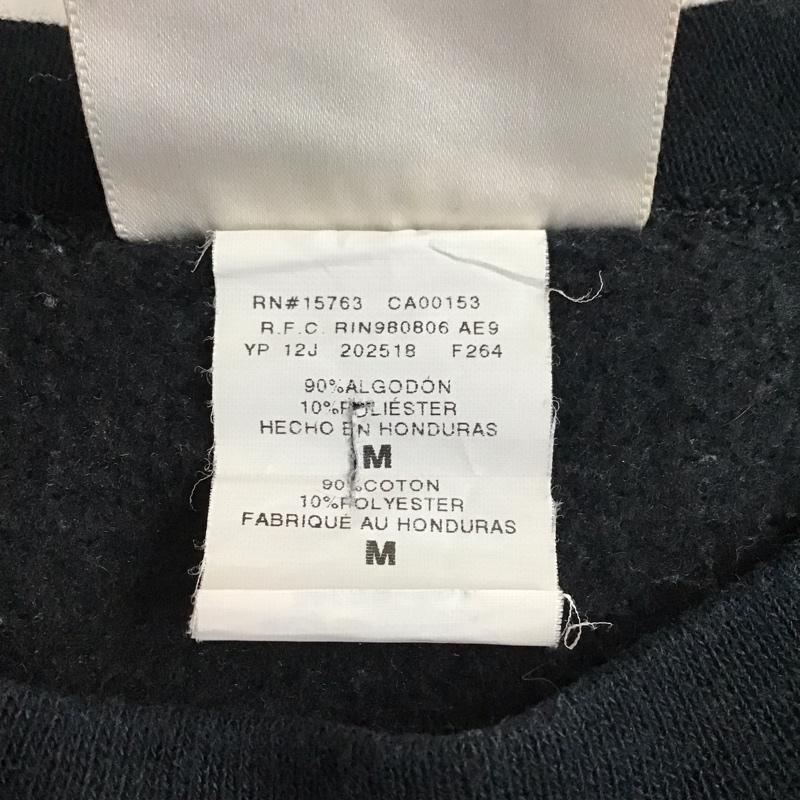 RN#15763 CA00153
R.F.C. RIN980806 AE9
YP 12J 202518 F264
90%ALGODÓN
10%POLIÉSTER
HECHO EN HONDURAS
M
90%COTON
10%POLYESTER
FABRIQUÉ AU HONDURAS
M